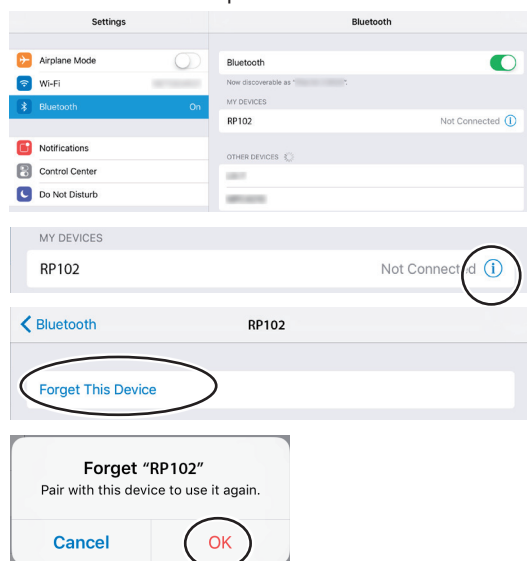 Settings
Bluetooth
Airplane Mode
Wi-Fi
Bluetooth On
Notifications
Control Center
Do Not Disturb
Bluetooth
Now discoverable as "
MY DEVICES
RP102 Not Connected
OTHER DEVICES
MY DEVICES
RP102 Not Connected
Bluetooth RP102
Forget This Device
Forget “RP102”
Pair with this device to use it again.
Cancel OK